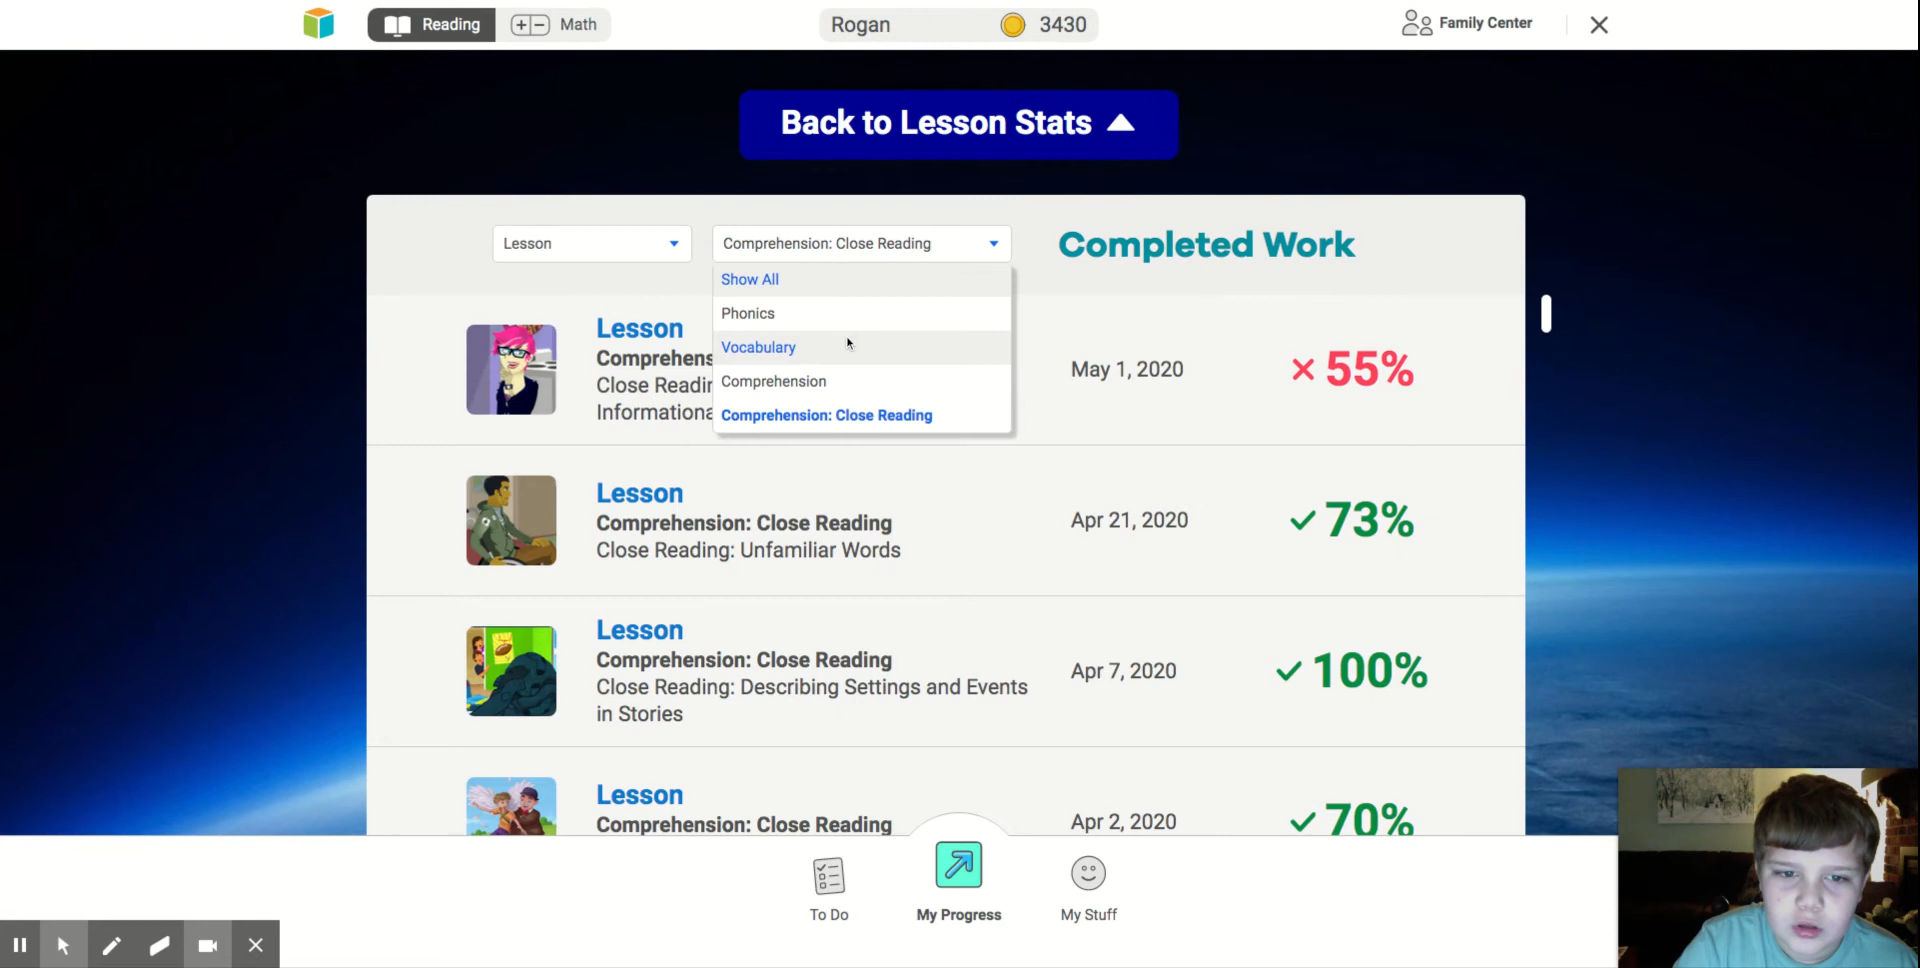 Reading
Math
Rogan
3430
Family Center
Back to Lesson Stats
Lesson
Comprehension: Close Reading
Completed Work
Show All
Phonics
Vocabulary
Comprehension
Comprehension: Close Reading
Lesson
Comprehens
Close Readin
Informationa
May 1, 2020
55%
Lesson
Comprehension: Close Reading
Close Reading: Unfamiliar Words
Apr 21, 2020
73%
Lesson
Comprehension: Close Reading
Close Reading: Describing Settings and Events
in Stories
Apr 7, 2020
100%
Lesson
Comprehension: Close Reading
Apr 2, 2020
70%
To Do
My Progress
My Stuff